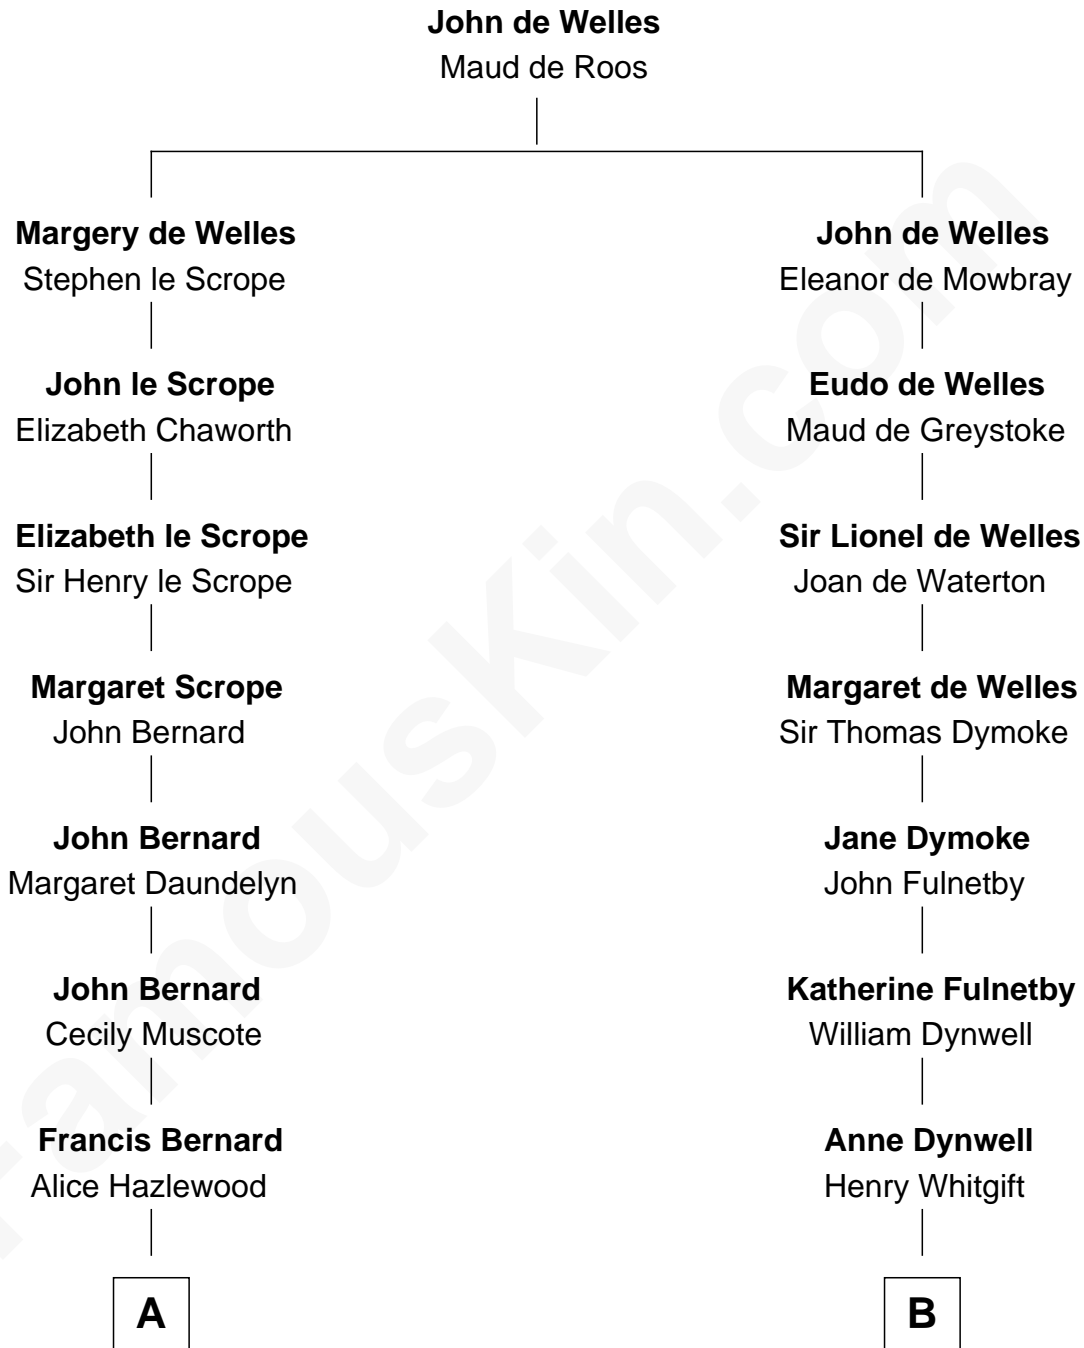 John de Welles
Maud de Roos
Margery de Welles
Stephen le Scrope
John le Scrope
Elizabeth Chaworth
Elizabeth le Scrope
Sir Henry le Scrope
Margaret Scrope
John Bernard
John Bernard
Margaret Daundelyn
John Bernard
Cecily Muscote
Francis Bernard
Alice Hazlewood
A
John de Welles
Eleanor de Mowbray
Eudo de Welles
Maud de Greystoke
Sir Lionel de Welles
Joan de Waterton
Margaret de Welles
Sir Thomas Dymoke
Jane Dymoke
John Fulnetby
Katherine Fulnetby
William Dynwell
Anne Dynwell
Henry Whitgift
B
FamousKin.com